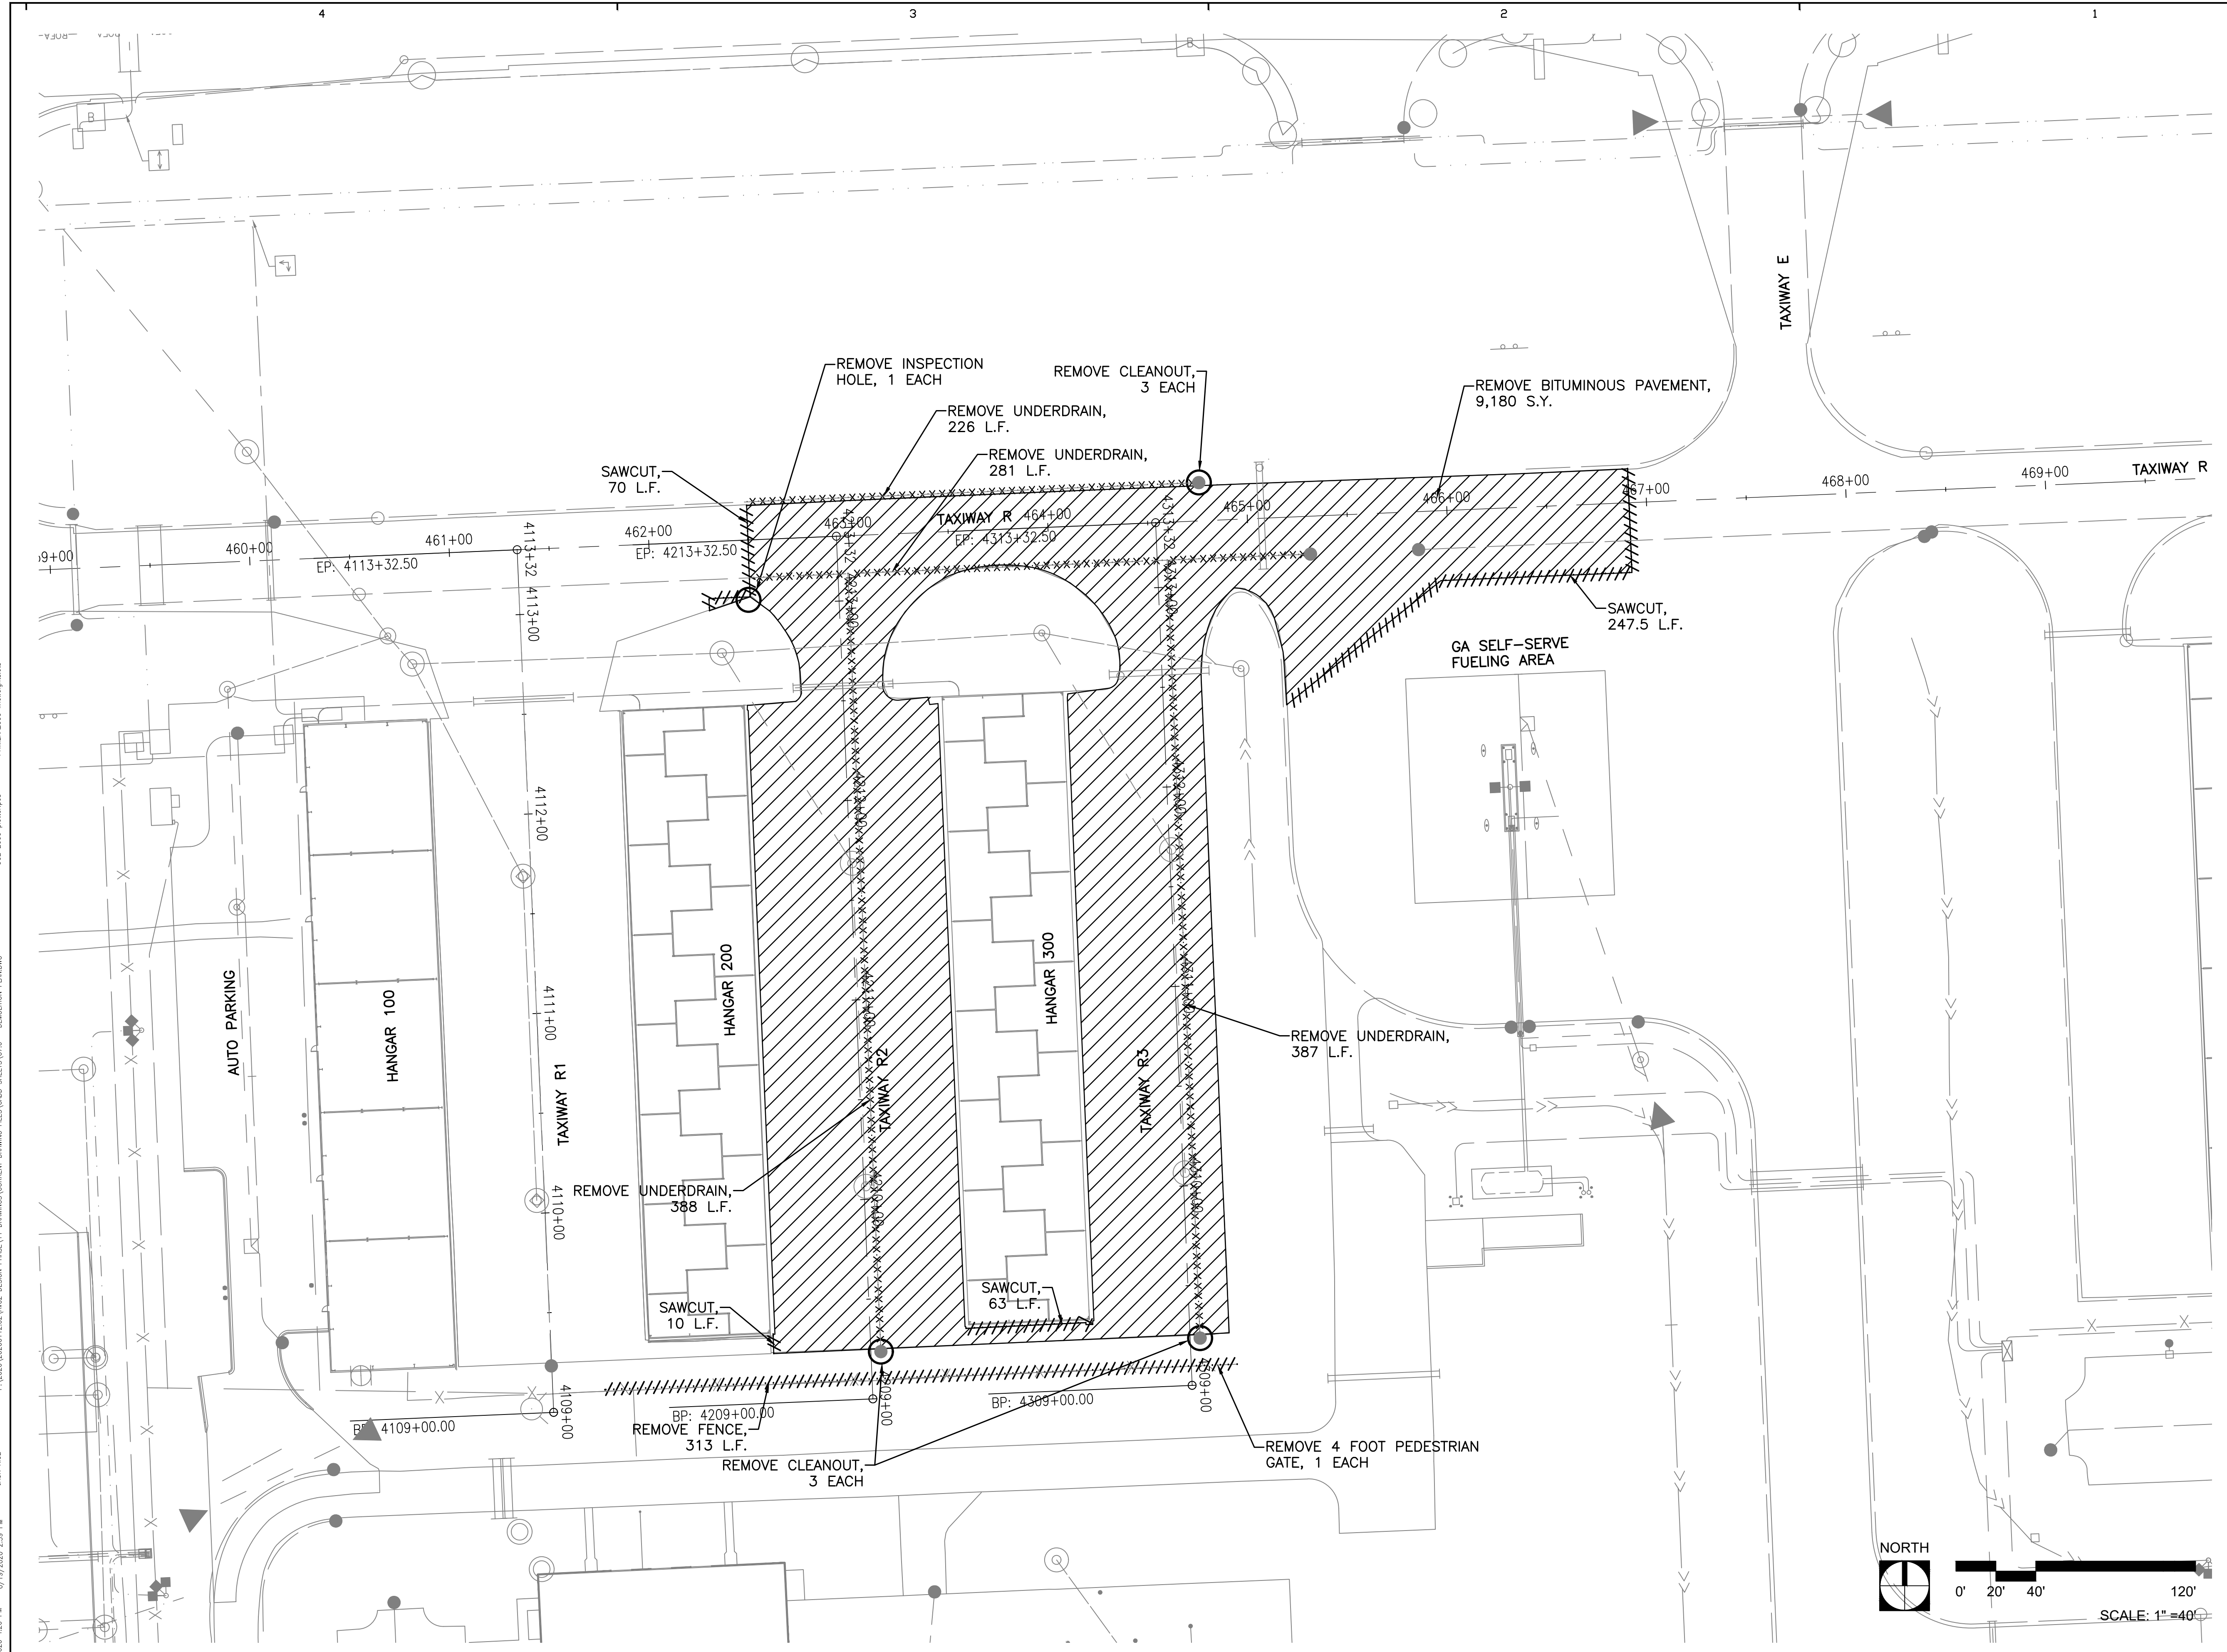 4
3
2
1
B
B
TAXIWAY E
REMOVE INSPECTION
HOLE, 1 EACH
REMOVE CLEANOUT,
3 EACH
REMOVE BITUMINOUS PAVEMENT,
9,180 S.Y.
REMOVE UNDERDRAIN,
226 L.F.
REMOVE UNDERDRAIN,
281 L.F.
SAWCUT,
70 L.F.
460+00
461+00
462+00
463+00
464+00
465+00
466+00
467+00
468+00
469+00
TAXIWAY R
TAXIWAY R
EP: 4113+32.50
EP: 4213+32.50
EP: 4313+32.50
4113+32
4113+00
4112+00
4111+00
4110+00
4109+00
SAWCUT,
247.5 L.F.
GA SELF-SERVE
FUELING AREA
AUTO PARKING
HANGAR 100
TAXIWAY R1
HANGAR 200
TAXIWAY R2
HANGAR 300
TAXIWAY R3
REMOVE UNDERDRAIN,
387 L.F.
REMOVE UNDERDRAIN,
388 L.F.
SAWCUT,
10 L.F.
SAWCUT,
63 L.F.
BP: 4109+00.00
BP: 4209+00.00
BP: 4309+00.00
REMOVE FENCE,
313 L.F.
REMOVE CLEANOUT,
3 EACH
REMOVE 4 FOOT PEDESTRIAN
GATE, 1 EACH
NORTH
0' 20' 40' 120'
SCALE: 1" =40'